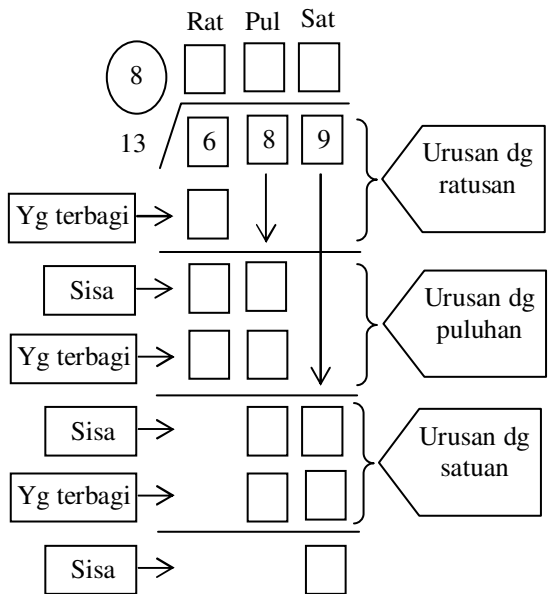 Rat Pul Sat
8
13 6 8 9
Urusan dg
ratusan
Yg terbagi
Sisa
Urusan dg
puluhan
Yg terbagi
Sisa
Urusan dg
satuan
Yg terbagi
Sisa